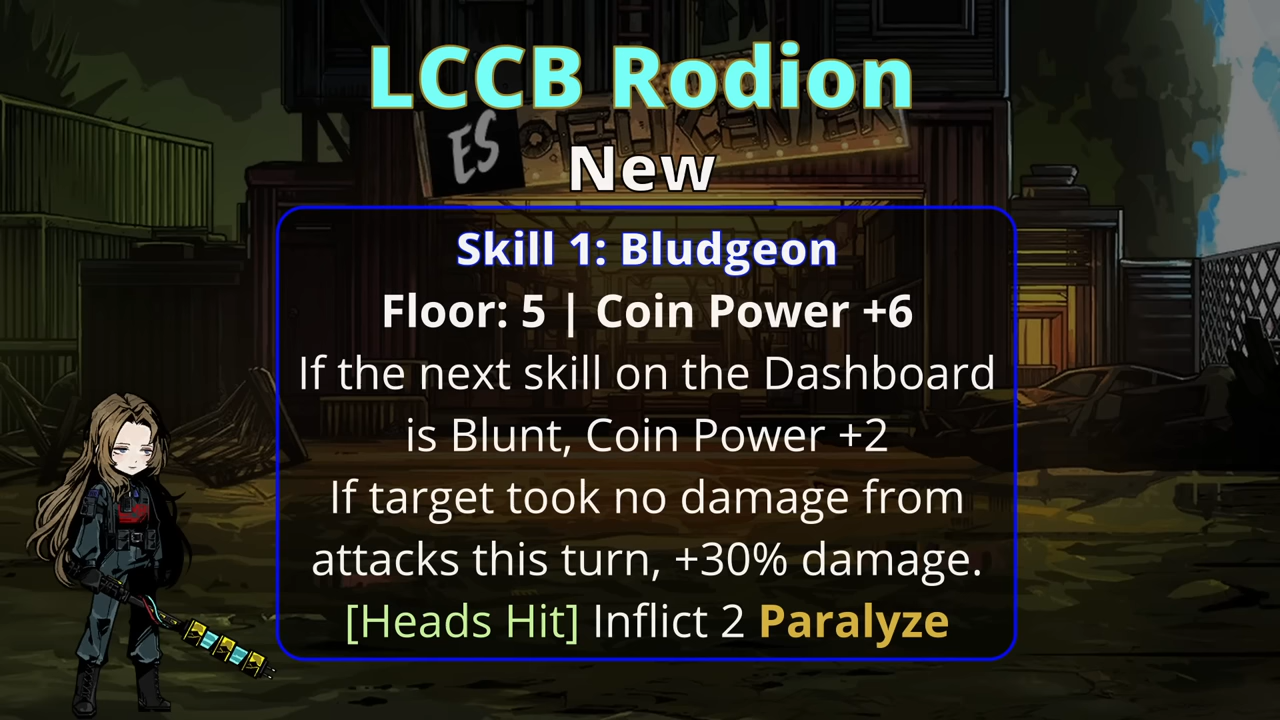 LCCB Rodion
ES
New
Skill 1: Bludgeon
Floor: 5 | Coin Power +6
If the next skill on the Dashboard
is Blunt, Coin Power +2
If target took no damage from
attacks this turn, +30% damage.
[Heads Hit] Inflict 2 Paralyze